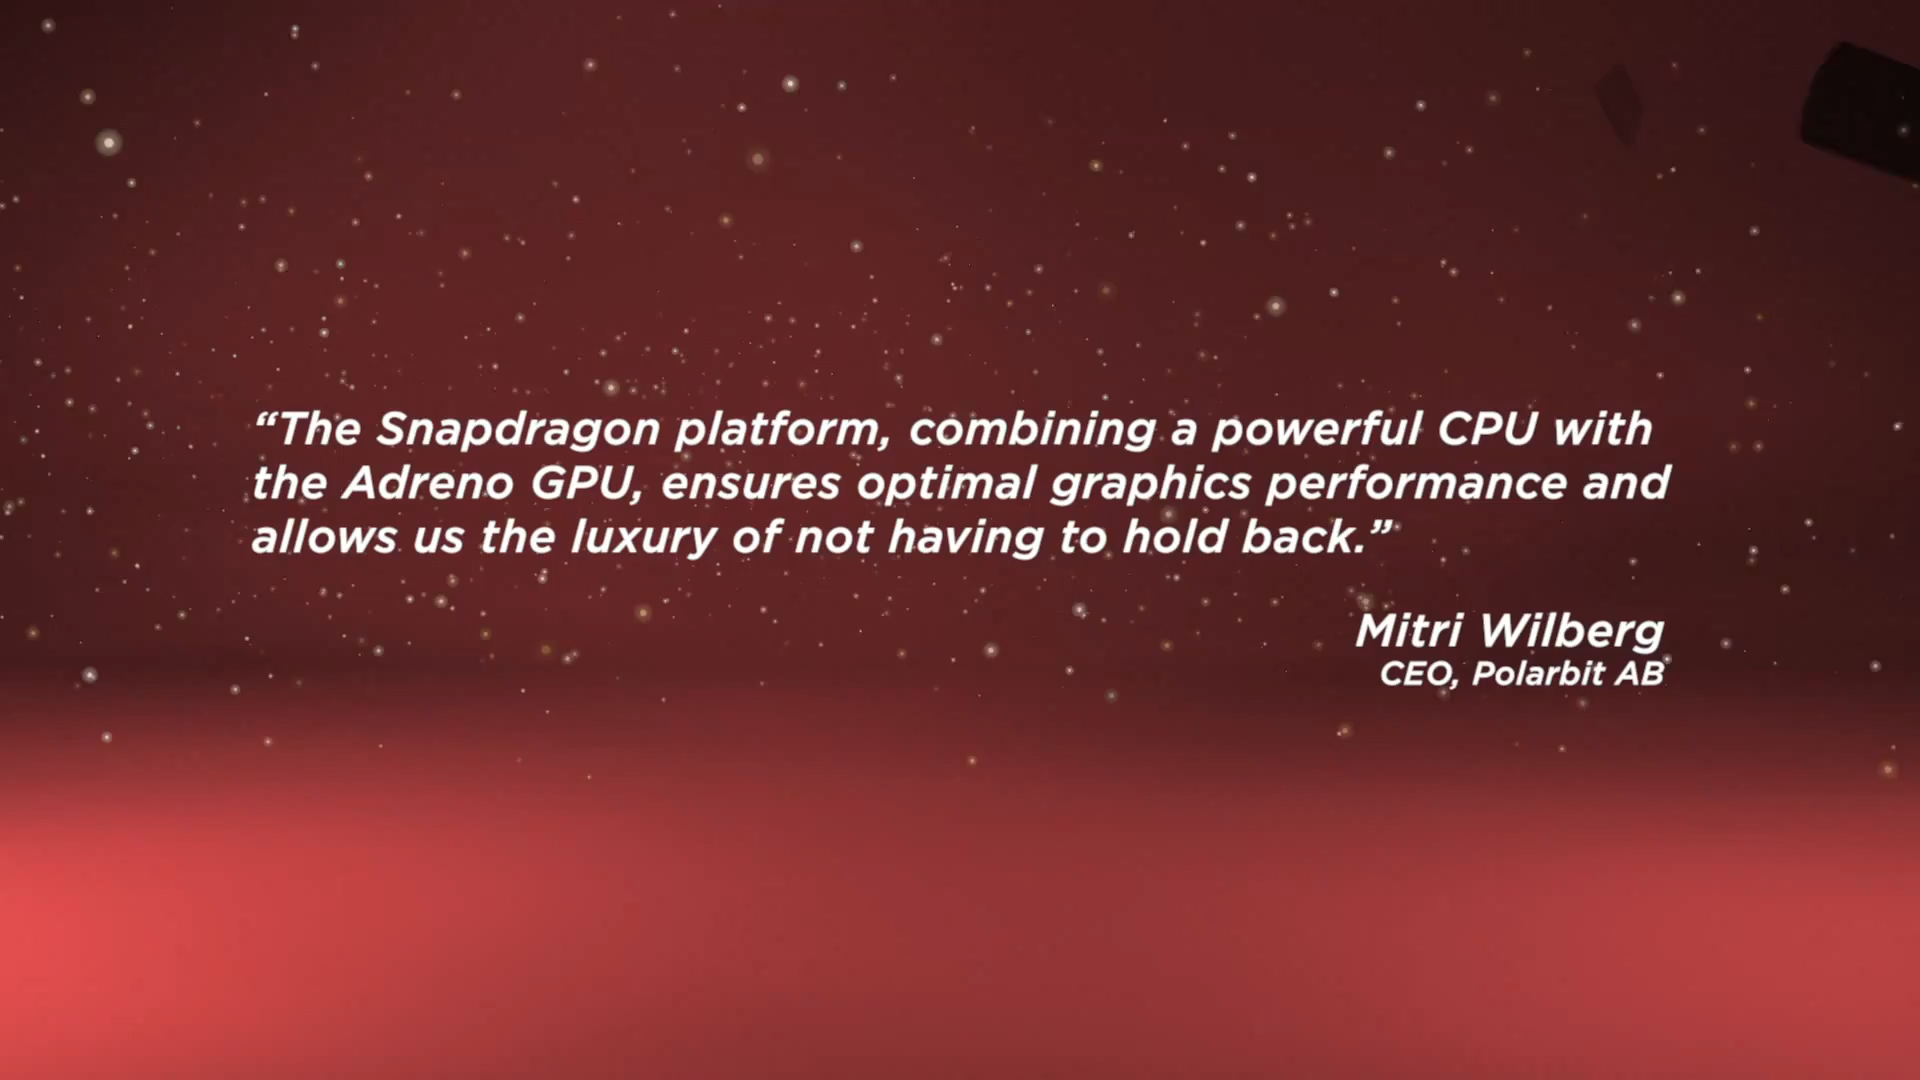 “The Snapdragon platform, combining a powerful CPU with
the Adreno GPU, ensures optimal graphics performance and
allows us the luxury of not having to hold back.”
Mitri Wilberg
CEO, Polarbit AB